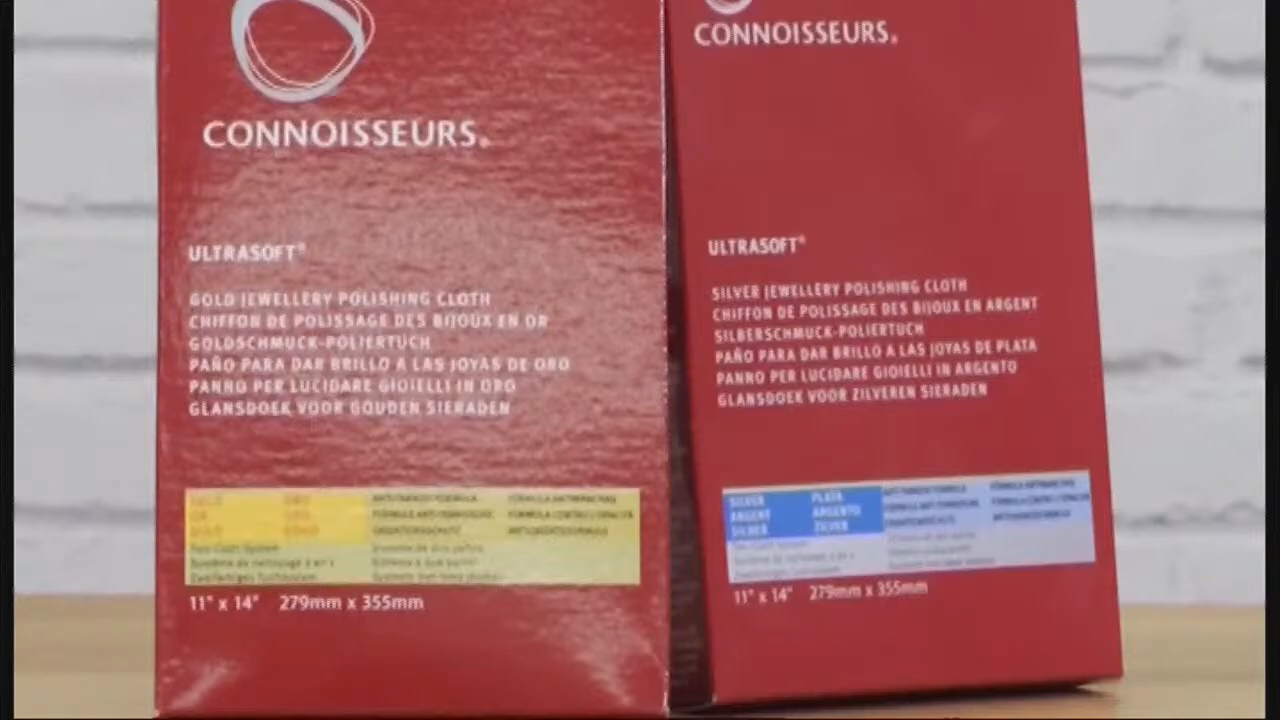 CONNOISSEURS®
ULTRASOFT®
GOLD JEWELLERY POLISHING CLOTH
CHIFFON DE POLISSAGE DES BIJOUX EN OR
GOLDSCHMUCK-POLIERTUCH
PAÑO PARA DAR BRILLO A LAS JOYAS DE ORO
PANNO PER LUCIDARE GIOIELLI IN ORO
GLANSDOEK VOOR GOUDEN SIERADEN
11" x 14" 279mm x 355mm
CONNOISSEURS®
ULTRASOFT®
SILVER JEWELLERY POLISHING CLOTH
CHIFFON DE POLISSAGE DES BIJOUX EN ARGENT
SILBERSCHMUCK-POLIERTUCH
PAÑO PARA DAR BRILLO A LAS JOYAS DE PLATA
PANNO PER LUCIDARE GIOIELLI IN ARGENTO
GLANSDOEK VOOR ZILVEREN SIERADEN
SILVER PLATA
ARGENT ARGENTO
SILBER ZILVER
11" x 14" 279mm x 355mm